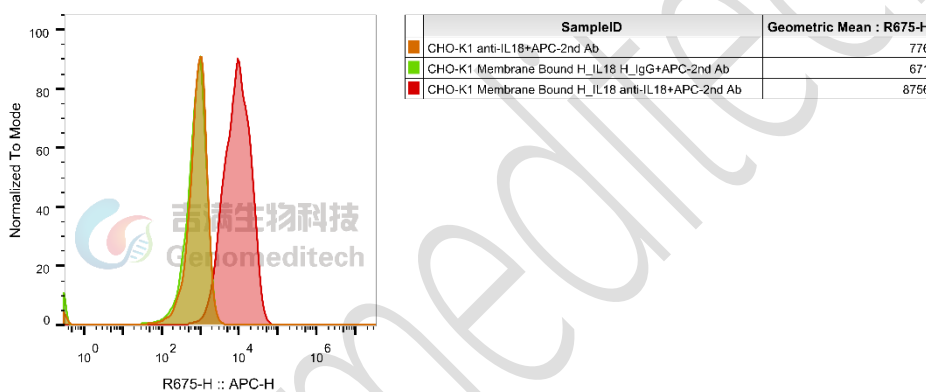 100
80
60
40
20
0
Normalized To Mode
10^0
10^2
10^4
10^6
R675-H :: APC-H
吉满生物科技
Genomeditech
SampleID Geometric Mean : R675-H
CHO-K1 anti-IL18+APC-2nd Ab 776
CHO-K1 Membrane Bound H_IL18 H_IgG+APC-2nd Ab 671
CHO-K1 Membrane Bound H_IL18 anti-IL18+APC-2nd Ab 8756